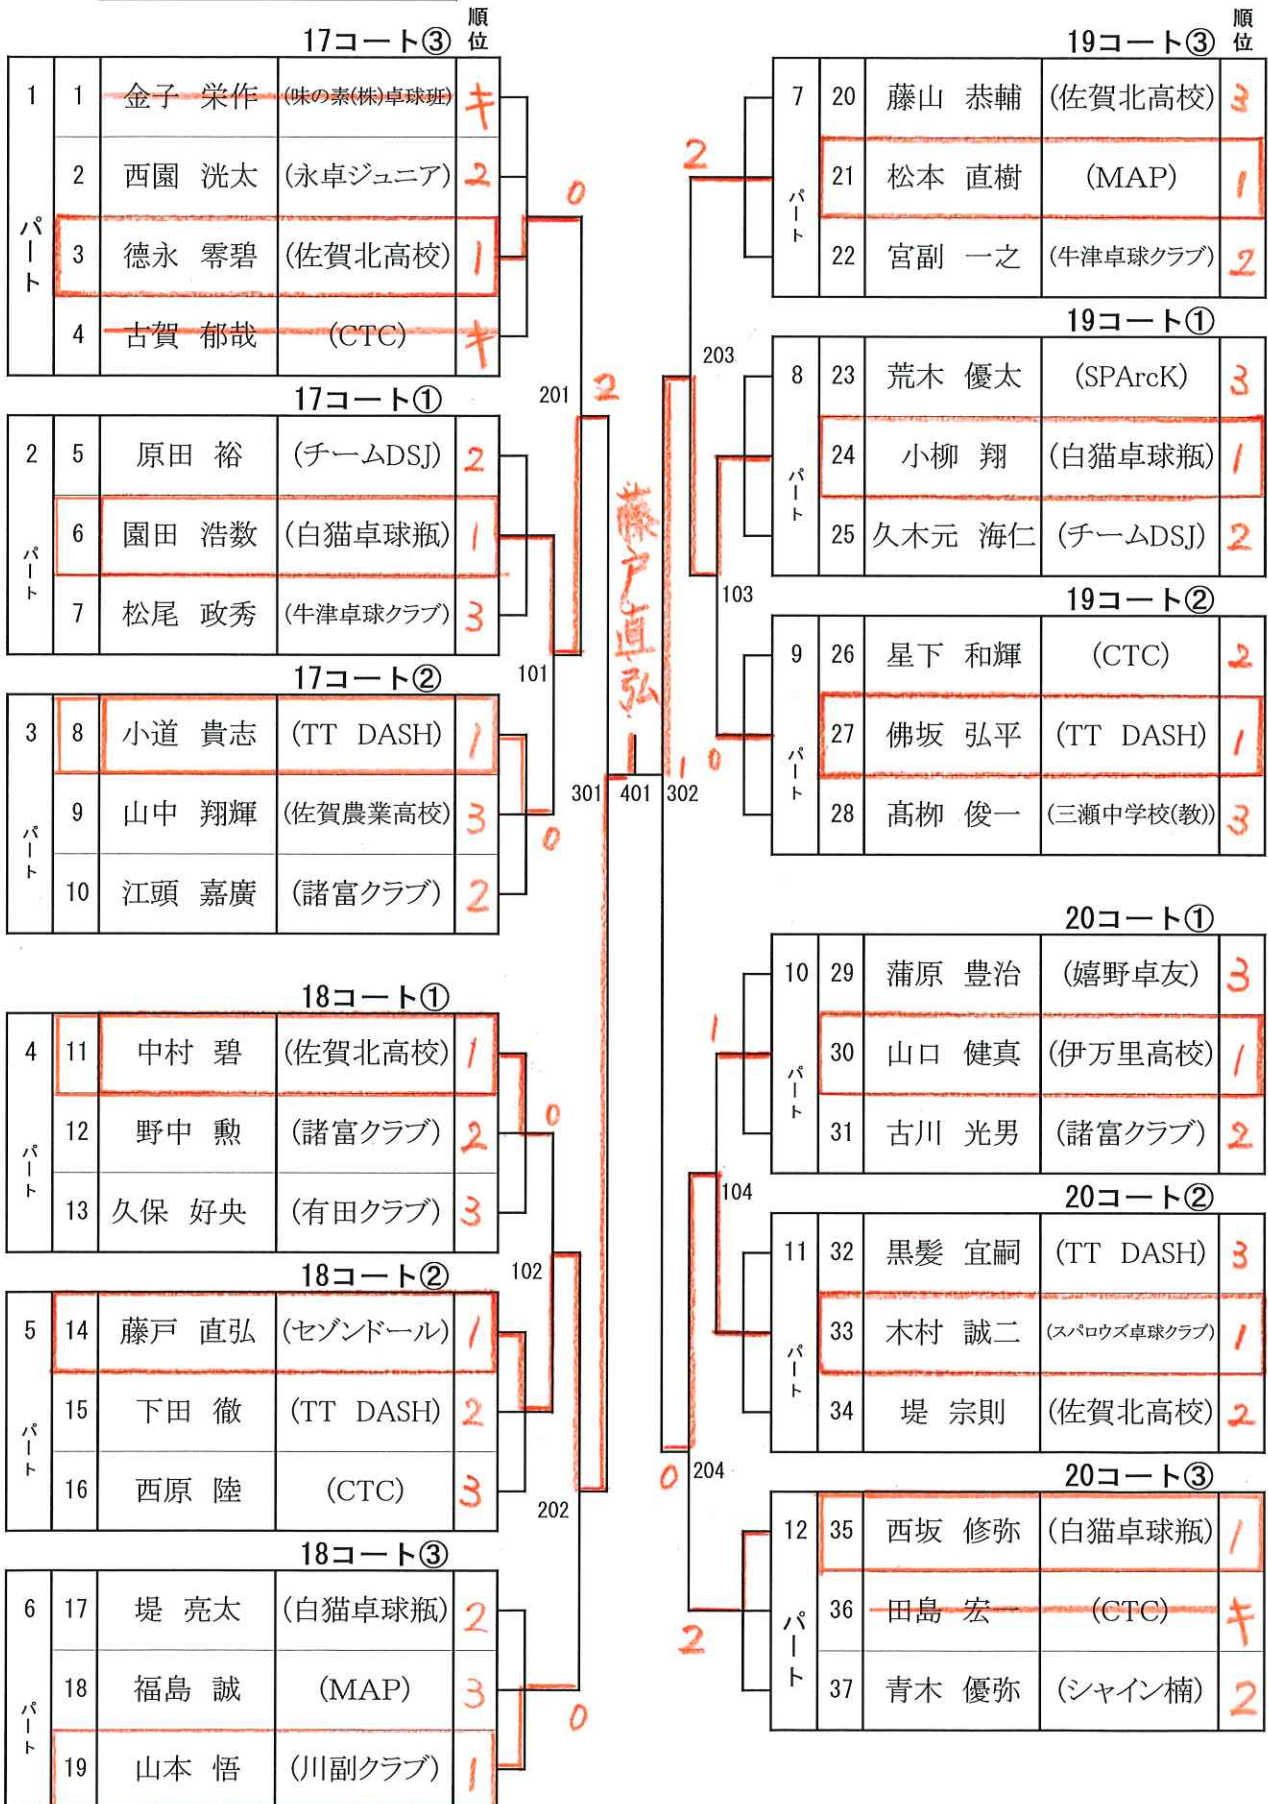 17コート③ 順位
1 パート
1 金子 栄作 (味の素(株)卓球班) キ
2 西園 洸太 (永卓ジュニア) 2
3 德永 零碧 (佐賀北高校) 1
4 古賀 郁哉 (CTC) キ
0
201
2
17コート①
2 パート
5 原田 裕 (チームDSJ) 2
6 園田 浩数 (白猫卓球瓶) 1
7 松尾 政秀 (牛津卓球クラブ) 3
101
17コート②
3 パート
8 小道 貴志 (TT DASH) 1
9 山中 翔輝 (佐賀農業高校) 3
10 江頭 嘉廣 (諸富クラブ) 2
0
18コート①
4 パート
11 中村 碧 (佐賀北高校) 1
12 野中 勲 (諸富クラブ) 2
13 久保 好央 (有田クラブ) 3
0
102
18コート②
5 パート
14 藤戸 直弘 (セゾンドール) 1
15 下田 徹 (TT DASH) 2
16 西原 陸 (CTC) 3
202
18コート③
6 パート
17 堤 亮太 (白猫卓球瓶) 2
18 福島 誠 (MAP) 3
19 山本 悟 (川副クラブ) 1
0
藤戸直弘
301 401 302
1
19コート③ 順位
7 パート
20 藤山 恭輔 (佐賀北高校) 3
21 松本 直樹 (MAP) 1
22 宮副 一之 (牛津卓球クラブ) 2
2
203
19コート①
8 パート
23 荒木 優太 (SPArcK) 3
24 小柳 翔 (白猫卓球瓶) 1
25 久木元 海仁 (チームDSJ) 2
103
19コート②
9 パート
26 星下 和輝 (CTC) 2
27 佛坂 弘平 (TT DASH) 1
28 髙柳 俊一 (三瀬中学校(教)) 3
0
20コート①
10 パート
29 蒲原 豊治 (嬉野卓友) 3
30 山口 健真 (伊万里高校) 1
31 古川 光男 (諸富クラブ) 2
1
104
20コート②
11 パート
32 黒髪 宜嗣 (TT DASH) 3
33 木村 誠二 (スパロウズ卓球クラブ) 1
34 堤 宗則 (佐賀北高校) 2
0
204
20コート③
12 パート
35 西坂 修弥 (白猫卓球瓶) 1
36 田島 宏一 (CTC) キ
37 青木 優弥 (シャイン楠) 2
2